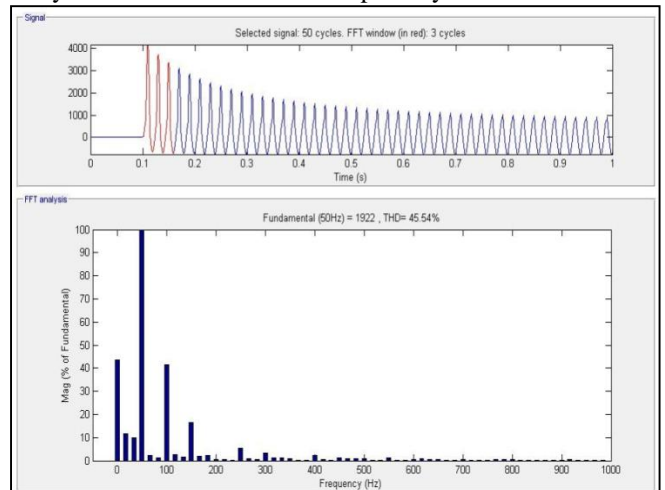 Signal
Selected signal: 50 cycles. FFT window (in red): 3 cycles
4000
3000
2000
1000
0
0 0.1 0.2 0.3 0.4 0.5 0.6 0.7 0.8 0.9 1
Time (s)
FFT analysis
Fundamental (50Hz) = 1922 , THD= 45.54%
100
90
80
70
60
50
40
30
20
10
0
Mag (% of Fundamental)
0 100 200 300 400 500 600 700 800 900 1000
Frequency (Hz)